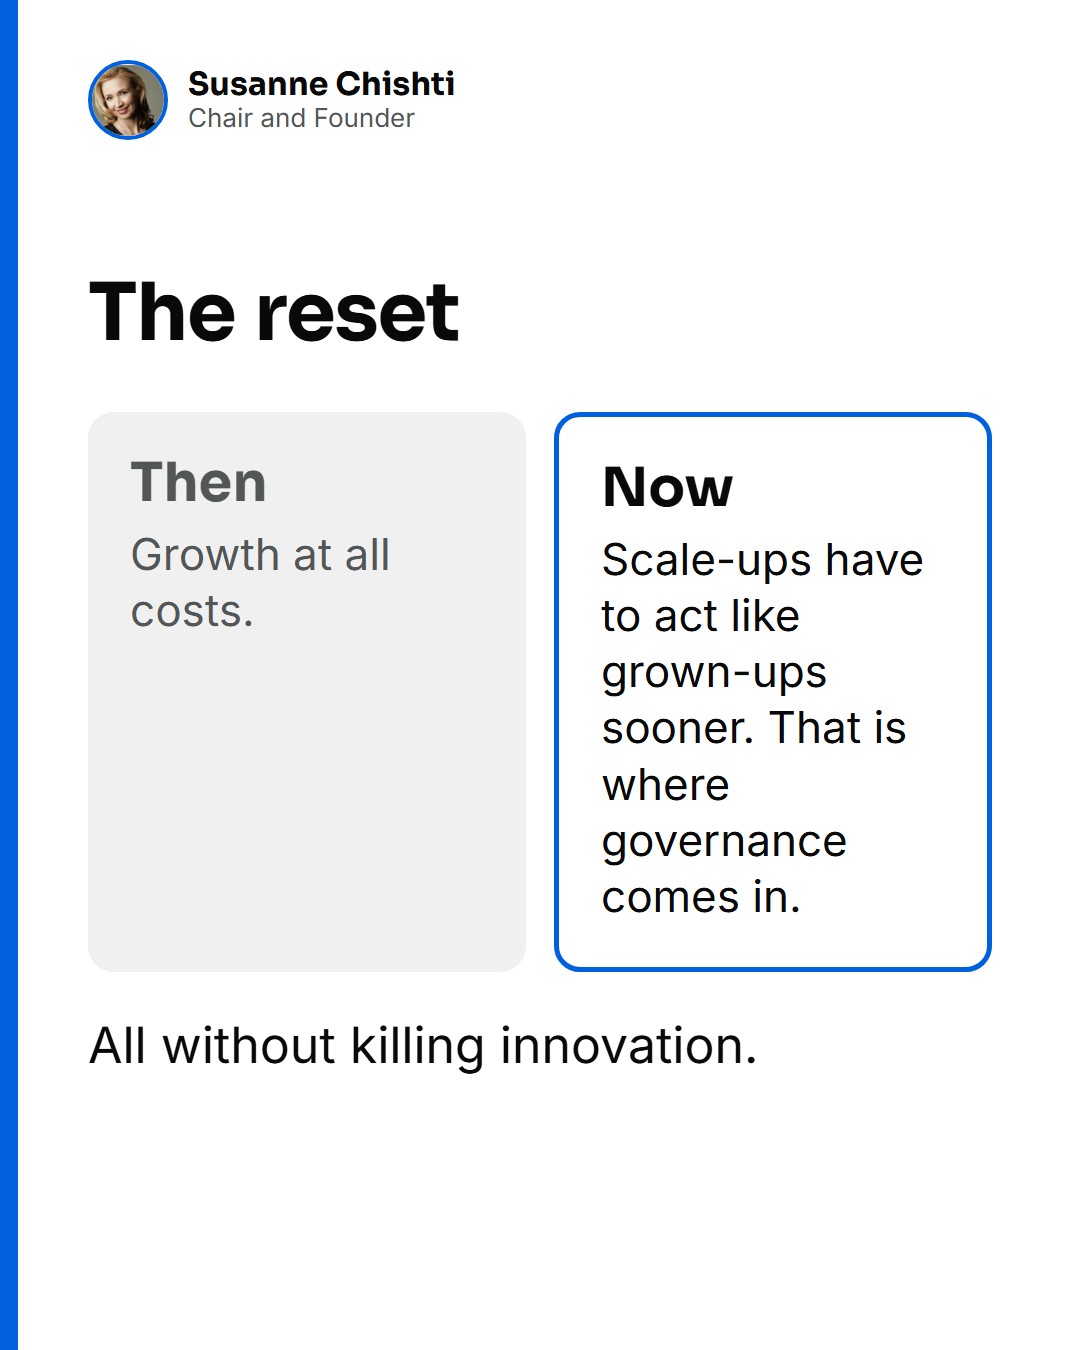 Susanne Chishti
Chair and Founder
The reset
Then
Growth at all
costs.
Now
Scale-ups have
to act like
grown-ups
sooner. That is
where
governance
comes in.
All without killing innovation.